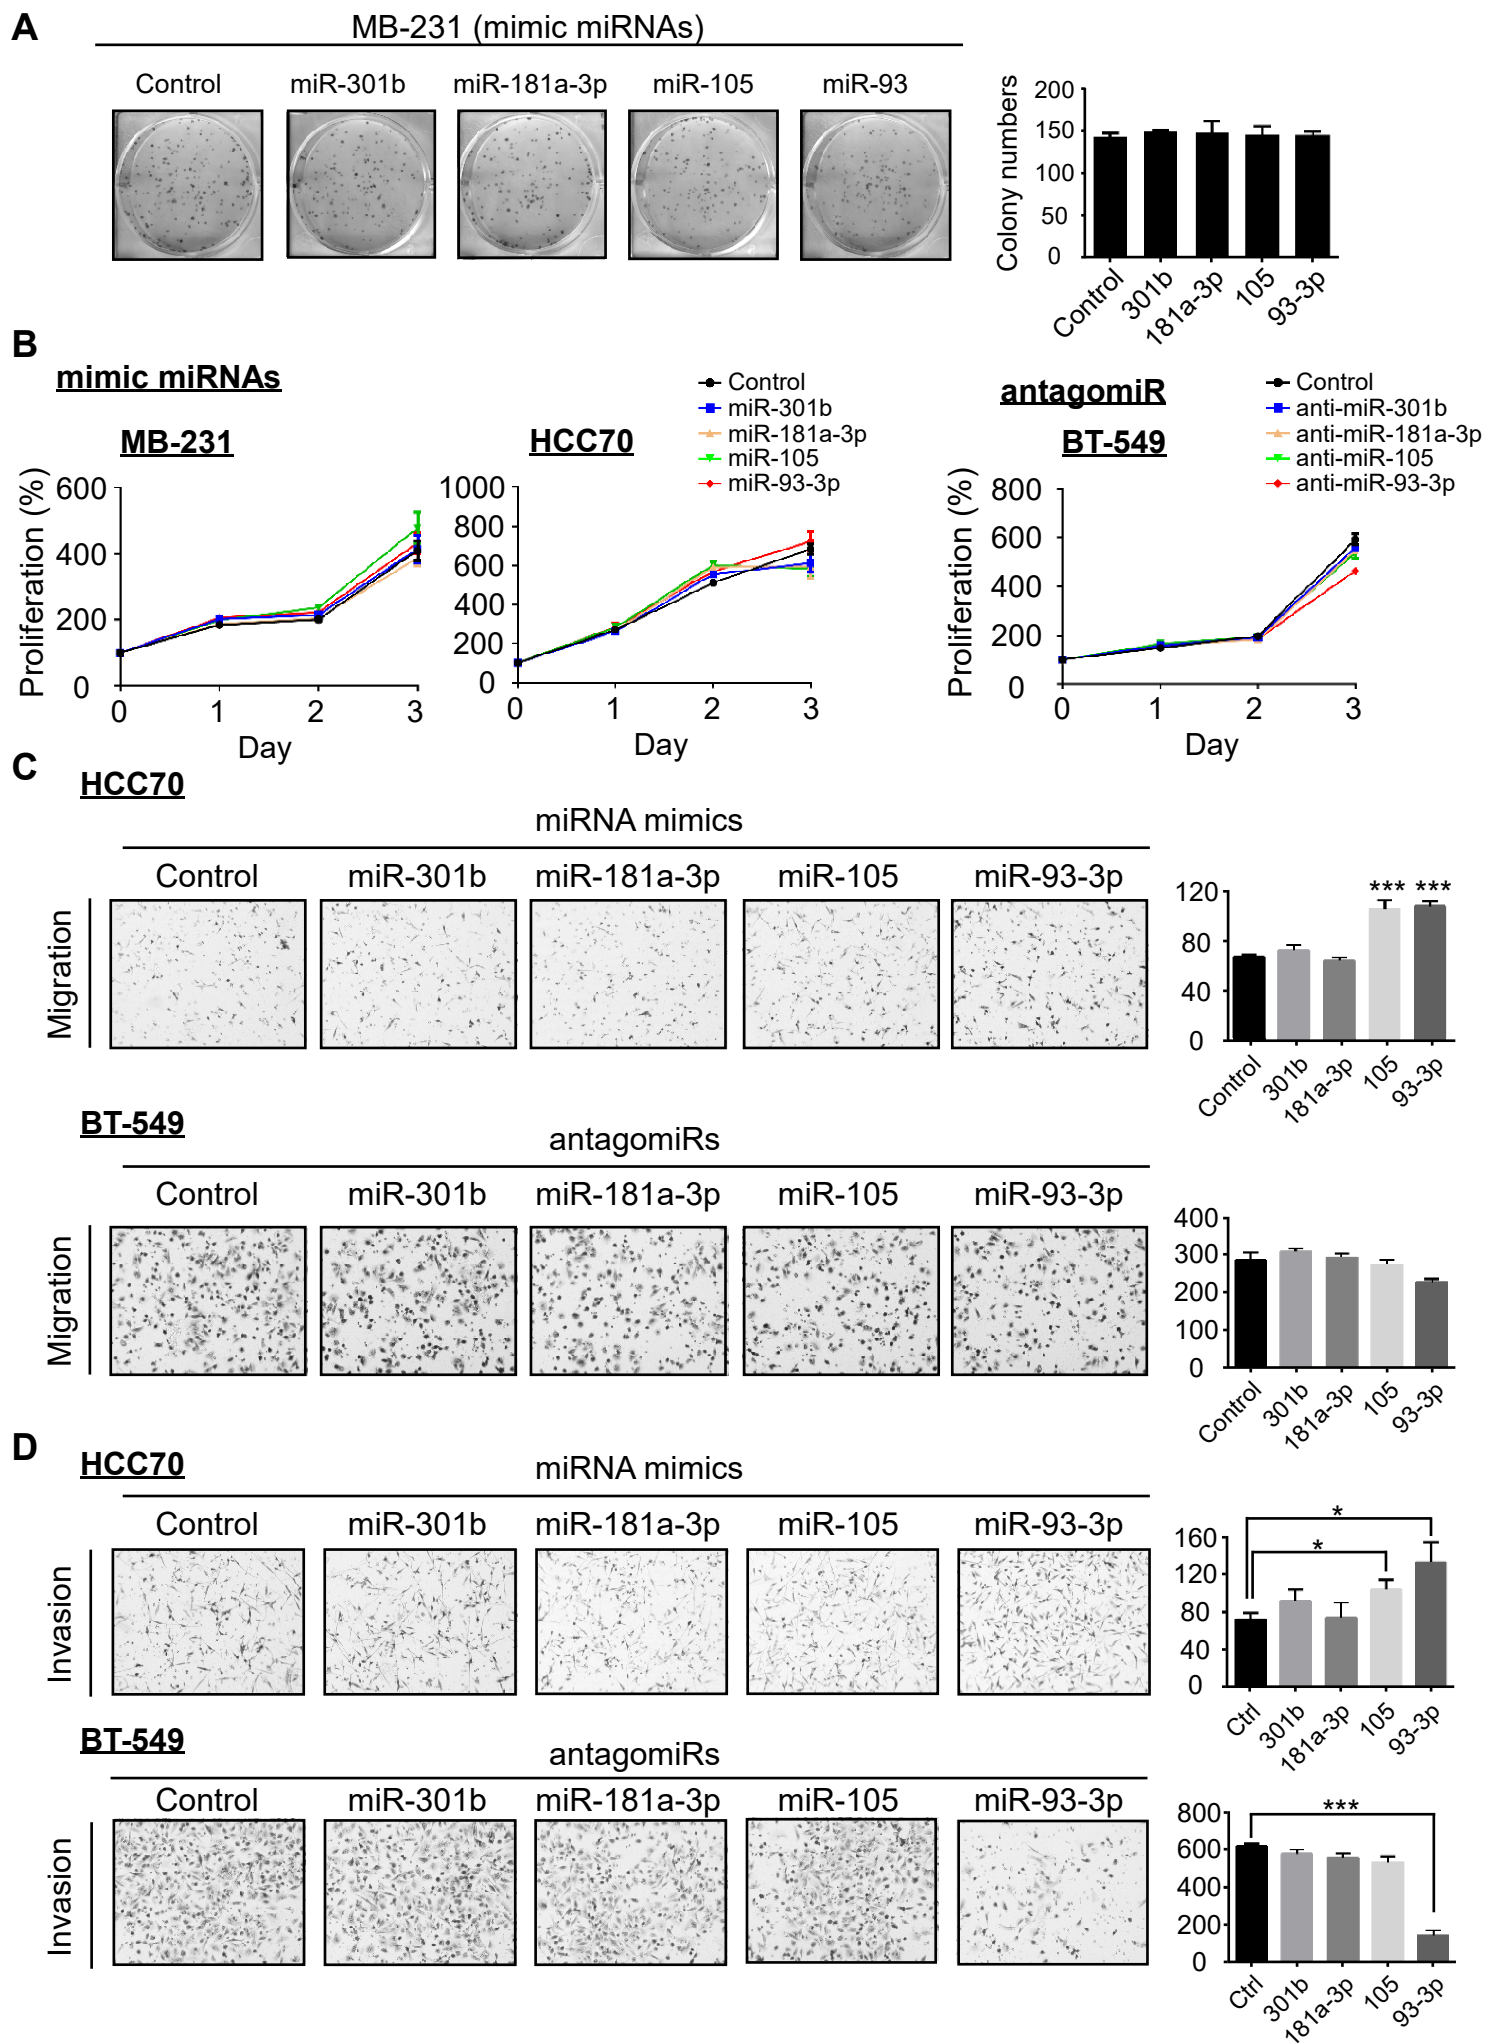 A
MB-231 (mimic miRNAs)
Control miR-301b miR-181a-3p miR-105 miR-93
Colony numbers
200
150
100
50
0
Control 301b 181a-3p 105 93-3p
B
mimic miRNAs
Control
miR-301b
miR-181a-3p
miR-105
miR-93-3p
antagomiR
Control
anti-miR-301b
anti-miR-181a-3p
anti-miR-105
anti-miR-93-3p
MB-231
Proliferation (%)
600
400
200
0
0 1 2 3
Day
HCC70
1000
800
600
400
200
0
0 1 2 3
Day
BT-549
Proliferation (%)
800
600
400
200
0
0 1 2 3
Day
C
HCC70
miRNA mimics
Control miR-301b miR-181a-3p miR-105 miR-93-3p
Migration
120
80
40
0
*** ***
Control 301b 181a-3p 105 93-3p
BT-549
antagomiRs
Control miR-301b miR-181a-3p miR-105 miR-93-3p
Migration
400
300
200
100
0
Control 301b 181a-3p 105 93-3p
D
HCC70
miRNA mimics
Control miR-301b miR-181a-3p miR-105 miR-93-3p
Invasion
*
*
160
120
80
40
0
Ctrl 301b 181a-3p 105 93-3p
BT-549
antagomiRs
Control miR-301b miR-181a-3p miR-105 miR-93-3p
Invasion
***
800
600
400
200
0
Ctrl 301b 181a-3p 105 93-3p